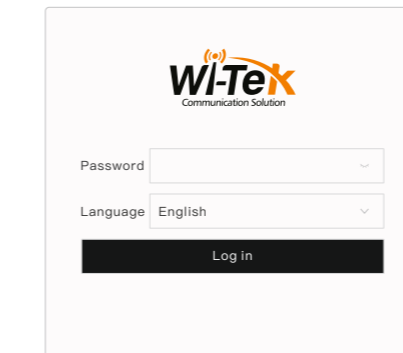 Wi-Tek
Communication Solution
Password
Language English
Log in